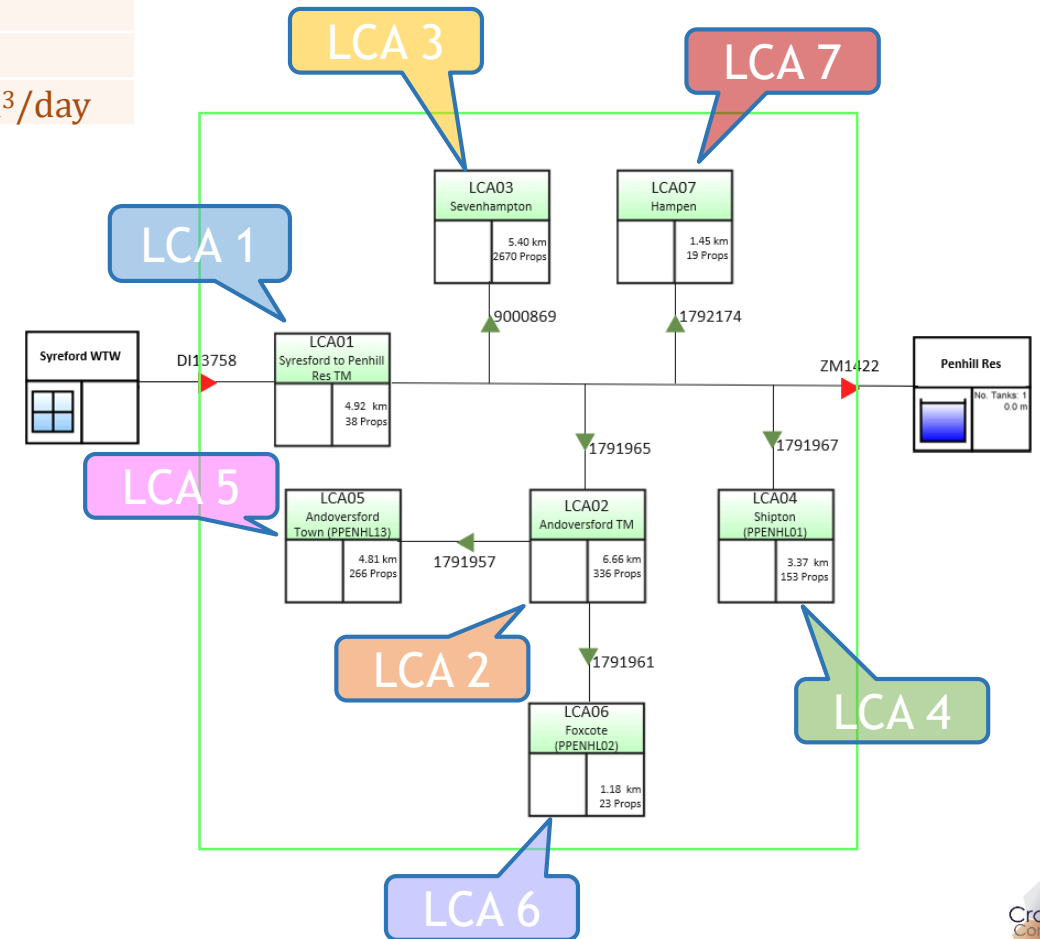 ³/day
LCA 3
LCA 7
LCA03
Sevenhampton
5.40 km
2670 Props
LCA07
Hampen
1.45 km
19 Props
LCA 1
9000869
1792174
Syreford WTW
DI13758
LCA01
Syresford to Penhill
Res TM
4.92 km
38 Props
ZM1422
Penhill Res
No. Tanks: 1
0.0 m
1791965
1791967
LCA 5
LCA05
Andoversford
Town (PPENHL13)
4.81 km
266 Props
1791957
LCA02
Andoversford TM
6.66 km
336 Props
LCA04
Shipton
(PPENHL01)
3.37 km
153 Props
LCA 2
1791961
LCA 4
LCA06
Foxcote
(PPENHL02)
1.18 km
23 Props
LCA 6